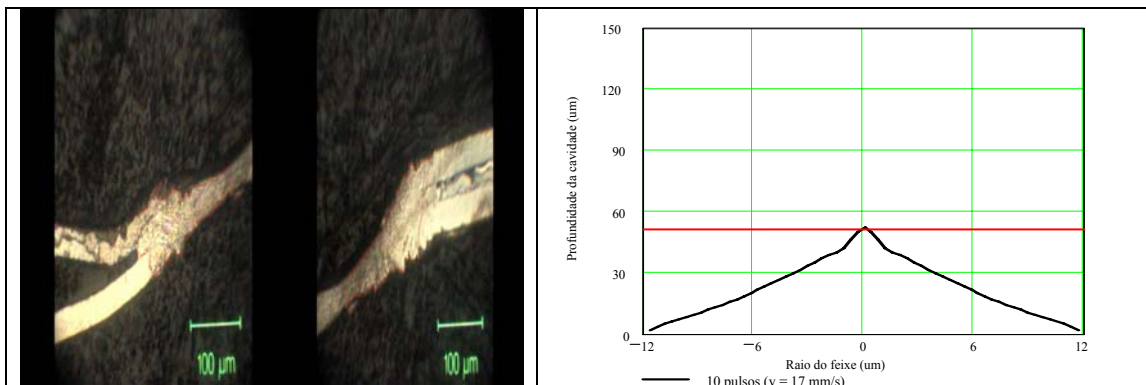 100 µm
100 µm
150
120
90
60
30
0
−12
−6
0
6
12
Profundidade da cavidade (um)
Raio do feixe (um)
10 pulsos (v = 17 mm/s)